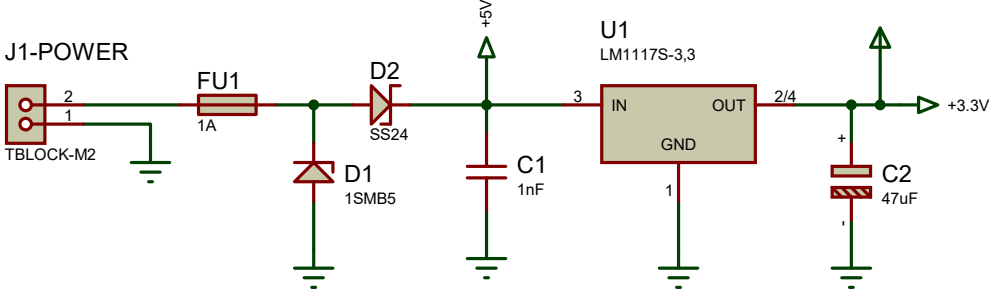 J1-POWER
2
1
TBLOCK-M2
FU1
1A
D2
SS24
D1
1SMB5
+5V
C1
1nF
U1
LM1117S-3,3
3
IN
OUT
2/4
GND
1
+3.3V
+
C2
47uF
-